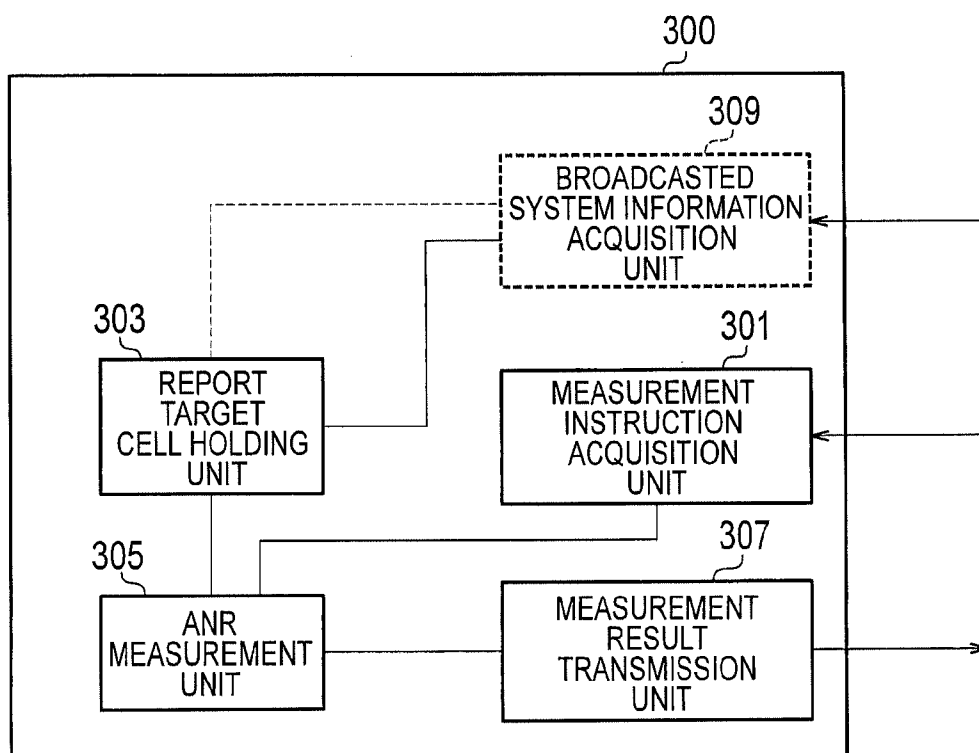 300
309
BROADCASTED
SYSTEM INFORMATION
ACQUISITION
UNIT
303
REPORT
TARGET
CELL HOLDING
UNIT
301
MEASUREMENT
INSTRUCTION
ACQUISITION
UNIT
305
ANR
MEASUREMENT
UNIT
307
MEASUREMENT
RESULT
TRANSMISSION
UNIT